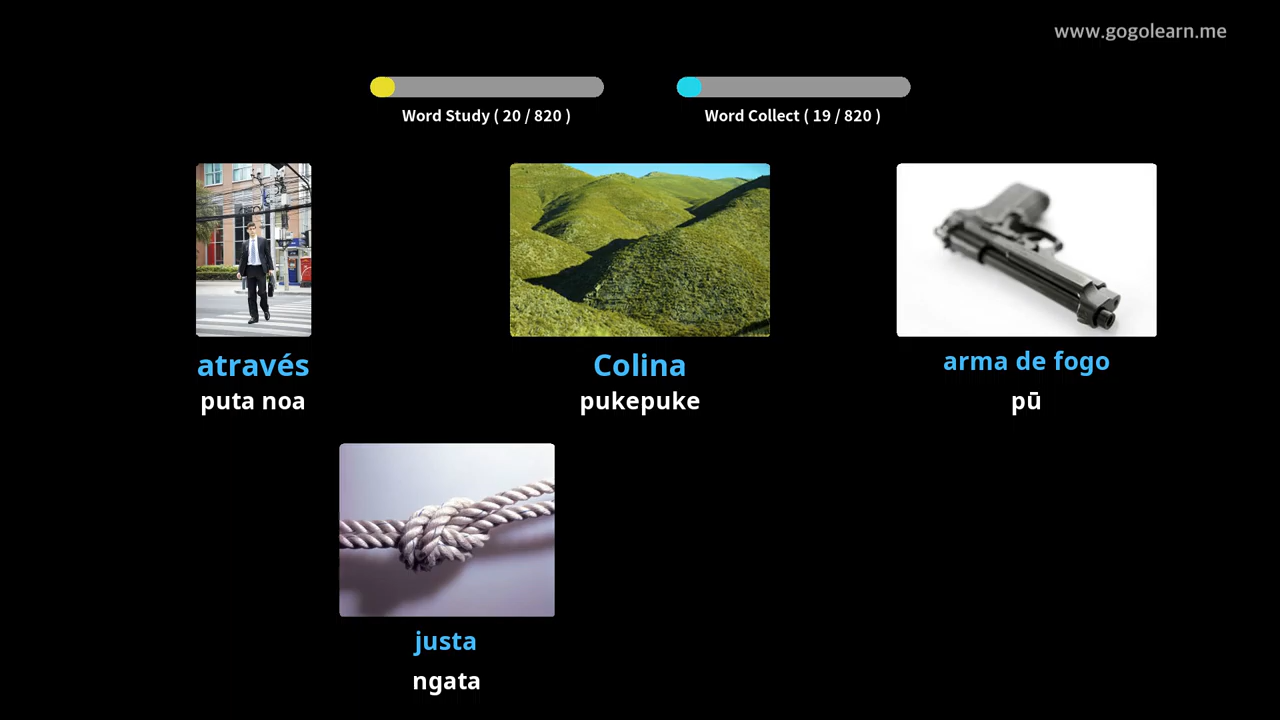 www.gogolearn.me
Word Study ( 20 / 820 )
Word Collect ( 19 / 820 )
através
Colina
arma de fogo
puta noa
pukepuke
pū
justa
ngata